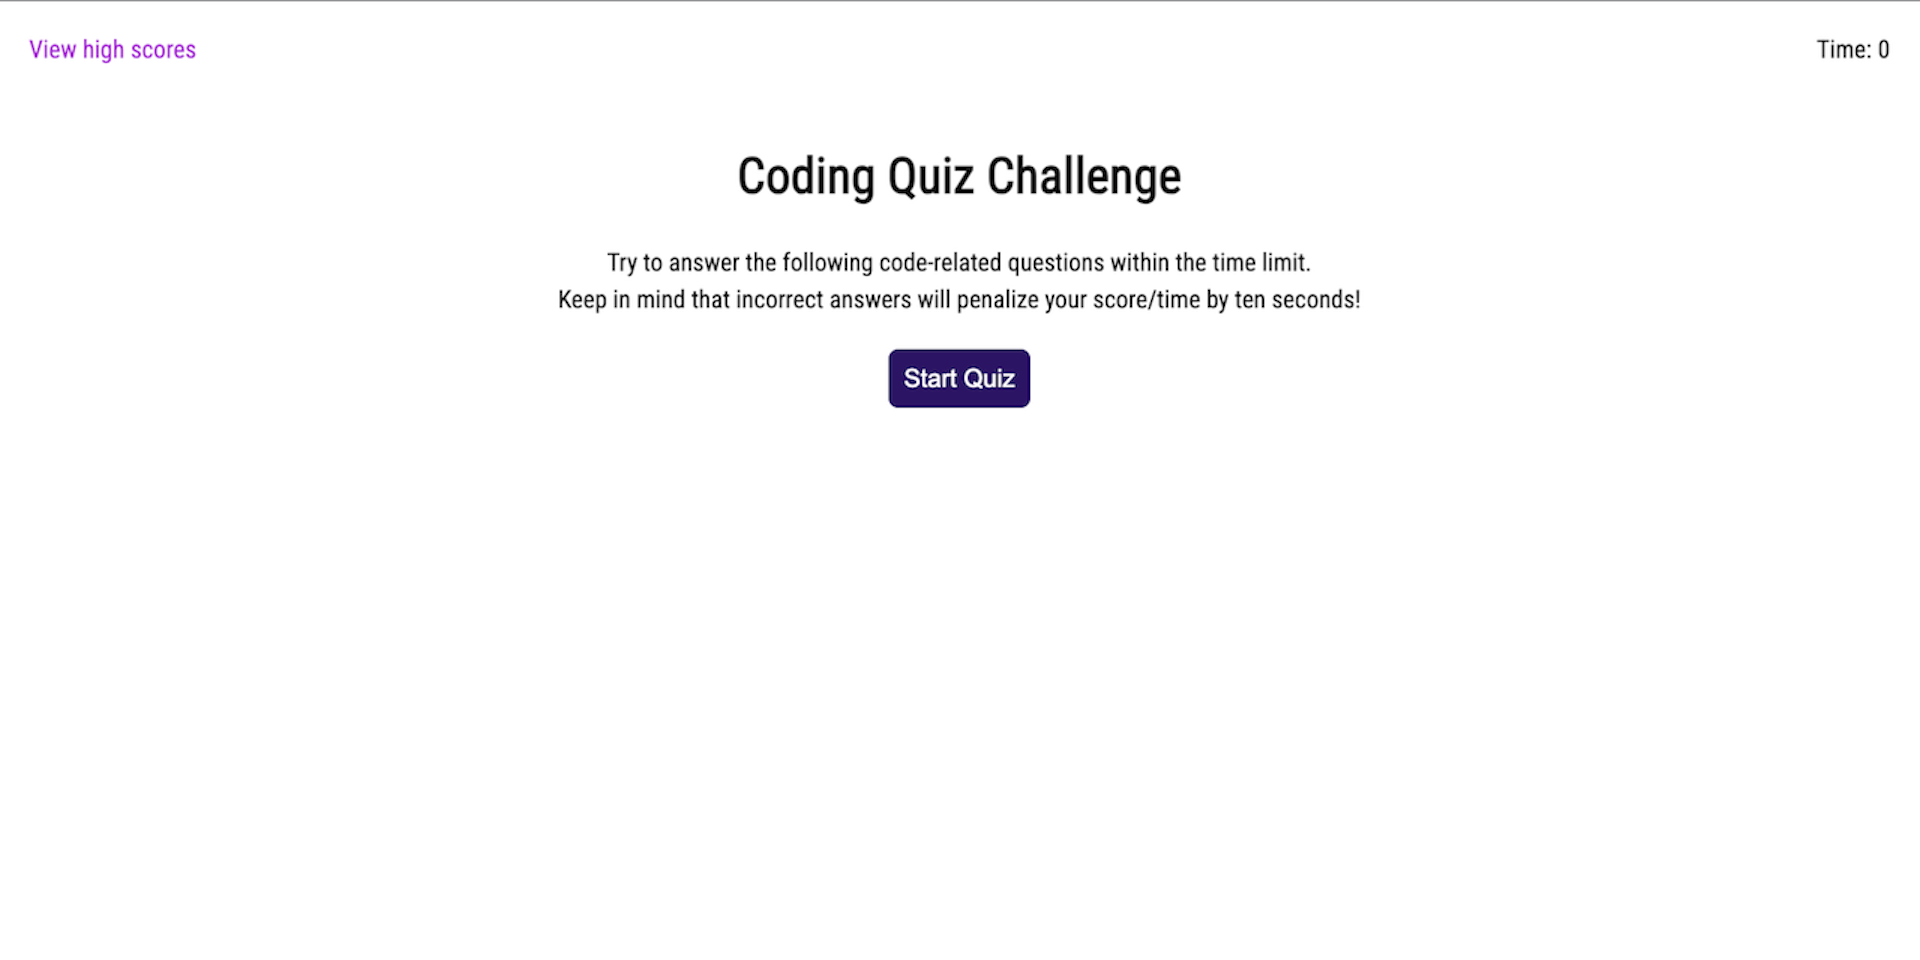 View high scores
Time: 0
Coding Quiz Challenge
Try to answer the following code-related questions within the time limit.
Keep in mind that incorrect answers will penalize your score/time by ten seconds!
Start Quiz